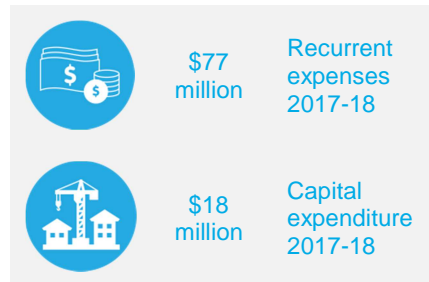 $77 million
Recurrent
expenses
2017-18
$18 million
Capital
expenditure
2017-18